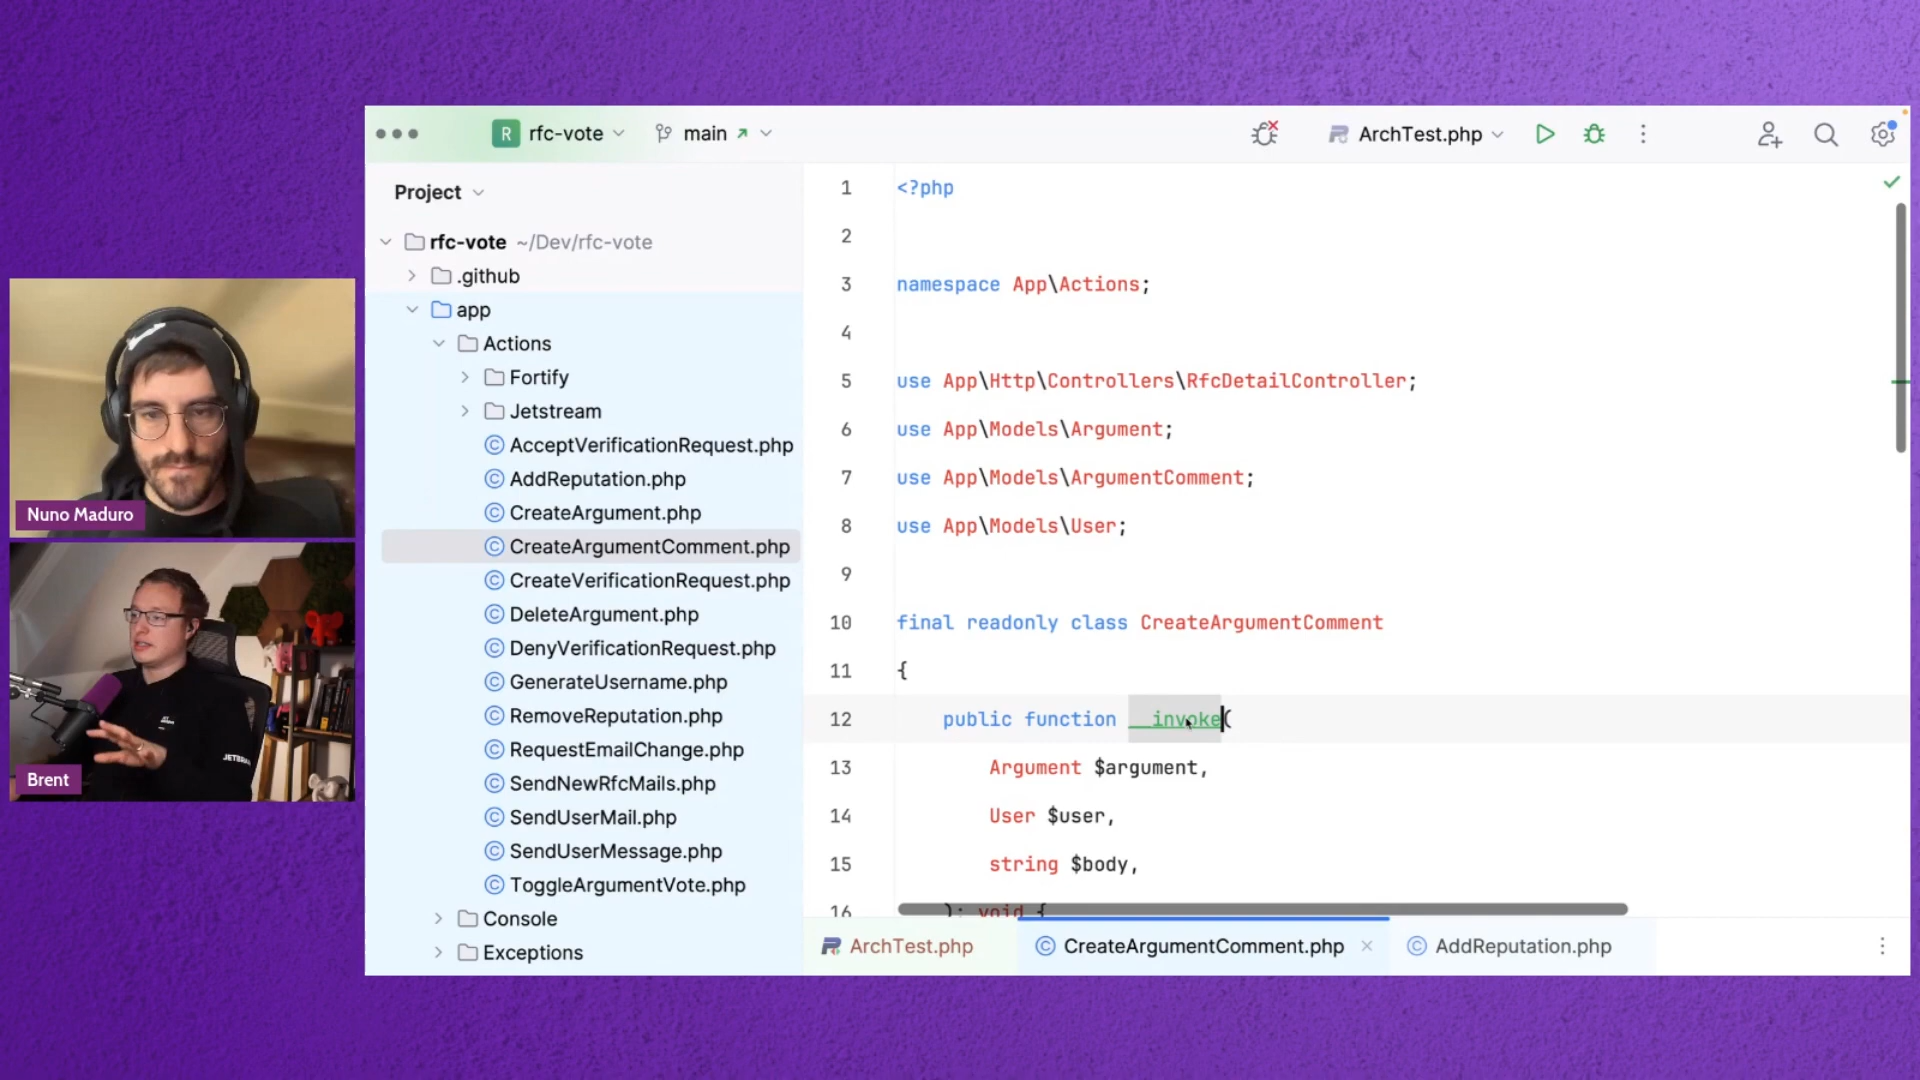 rfc-vote
main
ArchTest.php
Project
rfc-vote ~/Dev/rfc-vote
.github
app
Actions
Fortify
Jetstream
AcceptVerificationRequest.php
AddReputation.php
CreateArgument.php
CreateArgumentComment.php
CreateVerificationRequest.php
DeleteArgument.php
DenyVerificationRequest.php
GenerateUsername.php
RemoveReputation.php
RequestEmailChange.php
SendNewRfcMails.php
SendUserMail.php
SendUserMessage.php
ToggleArgumentVote.php
Console
Exceptions
1 <?php
2
3 namespace App\Actions;
4
5 use App\Http\Controllers\RfcDetailController;
6 use App\Models\Argument;
7 use App\Models\ArgumentComment;
8 use App\Models\User;
9
10 final readonly class CreateArgumentComment
11 {
12 public function __invoke(
13 Argument $argument,
14 User $user,
15 string $body,
16 ): void {
ArchTest.php
CreateArgumentComment.php
AddReputation.php
Nuno Maduro
Brent